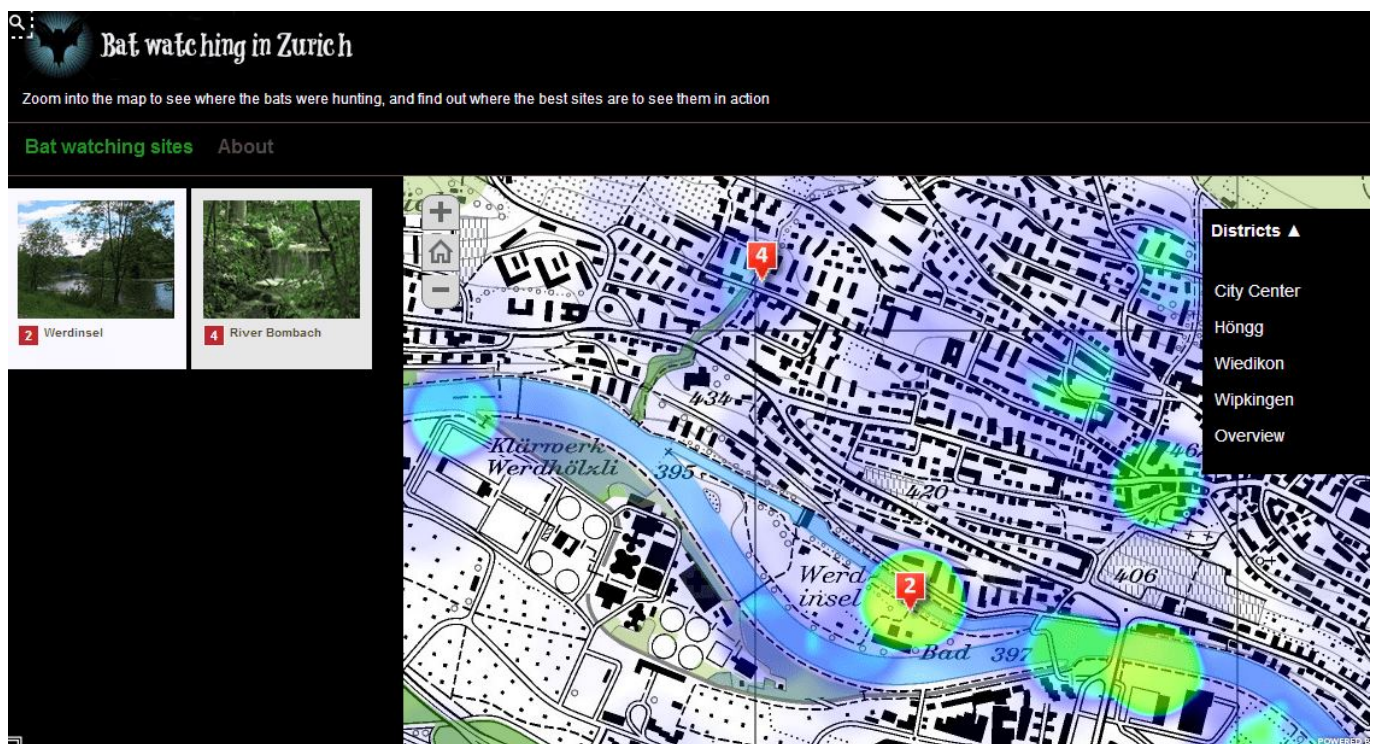 Bat watching in Zurich
Zoom into the map to see where the bats were hunting, and find out where the best sites are to see them in action
Bat watching sites About
2 Werdinsel
4 River Bombach
+
−
4
Districts ▲
City Center
Höngg
Wiedikon
Wipkingen
Overview
434
Klärwerk
Werdhölzli
395
420
406
Werd-
insel
2
Bad 397
POWERED